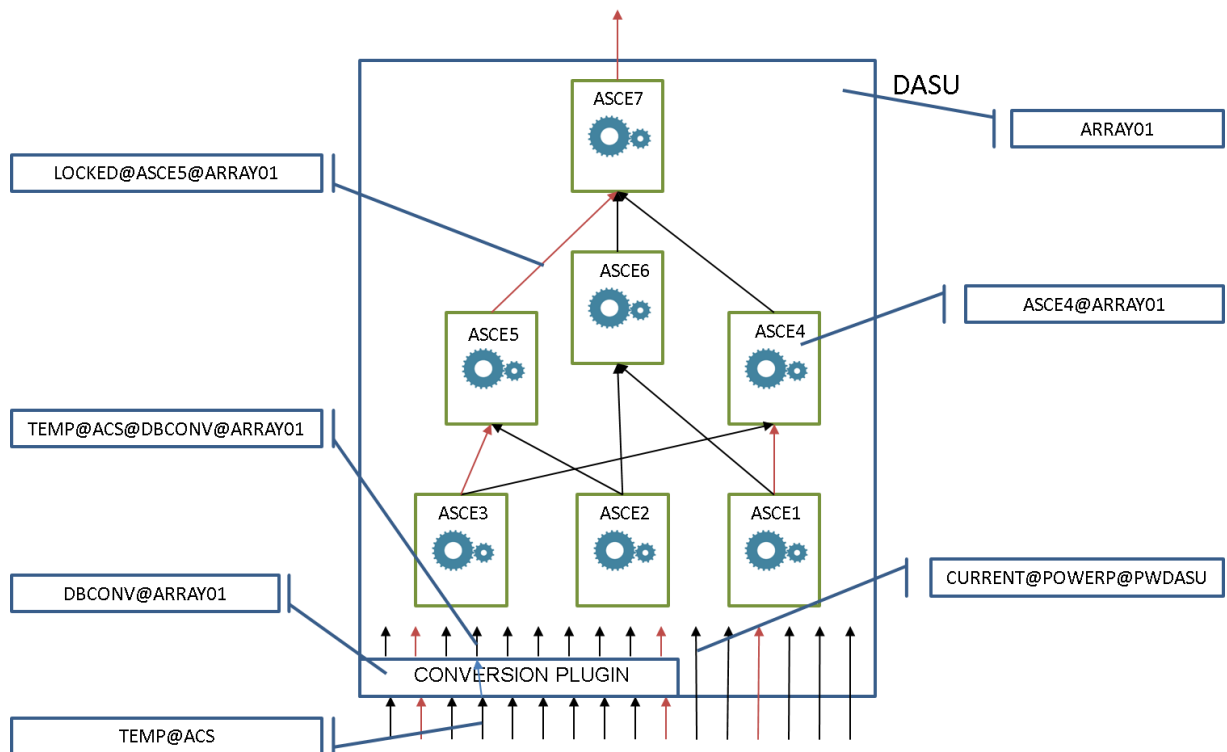 DASU
ASCE7
ARRAY01
LOCKED@ASCE5@ARRAY01
ASCE6
ASCE4@ARRAY01
ASCE5
ASCE4
TEMP@ACS@DBCONV@ARRAY01
ASCE3
ASCE2
ASCE1
DBCONV@ARRAY01
CURRENT@POWERP@PWDASU
CONVERSION PLUGIN
TEMP@ACS